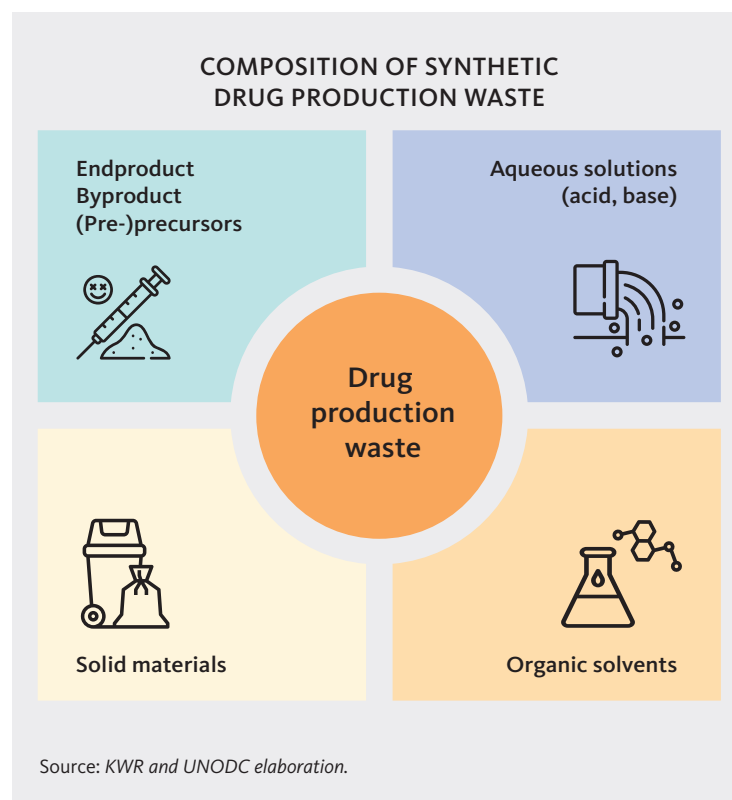 COMPOSITION OF SYNTHETIC
DRUG PRODUCTION WASTE
Endproduct
Byproduct
(Pre-)precursors
Aqueous solutions
(acid, base)
Drug
production
waste
Solid materials
Organic solvents
Source: KWR and UNODC elaboration.